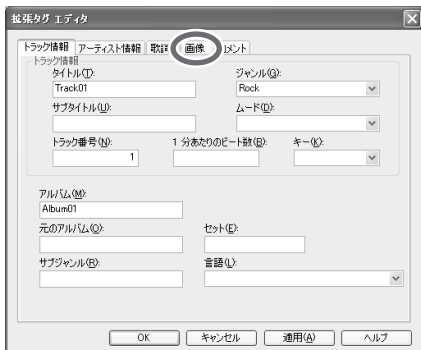 拡張タグ エディタ
トラック情報 アーティスト情報 歌詞 画像 コメント
トラック情報
タイトル(T): ジャンル(G):
Track01 Rock
サブタイトル(U): ムード(D):
トラック番号(N): 1 分あたりのビート数(B): キー(K):
1
アルバム(M):
Album01
元のアルバム(O): セット(E):
サブジャンル(R): 言語(L):
OK キャンセル 適用(A) ヘルプ